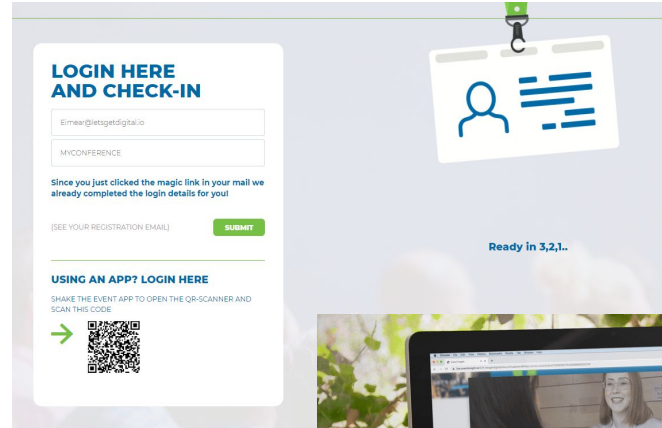 LOGIN HERE
AND CHECK-IN
Eimear@letsgetdigital.io
MYCONFERENCE
Since you just clicked the magic link in your mail we
already completed the login details for you!
(SEE YOUR REGISTRATION EMAIL)
SUBMIT
Ready in 3,2,1..
USING AN APP? LOGIN HERE
SHAKE THE EVENT APP TO OPEN THE QR-SCANNER AND
SCAN THIS CODE